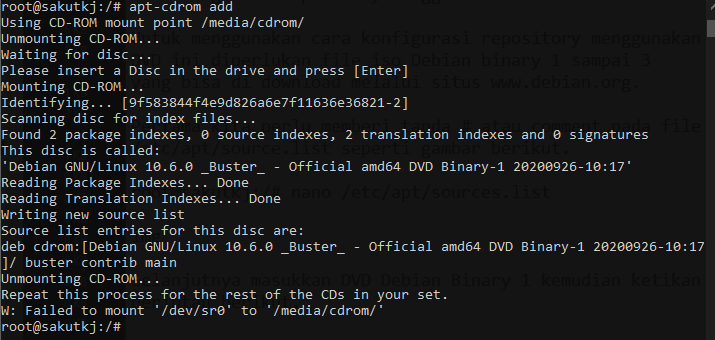 root@sakutkj:/# apt-cdrom add
Using CD-ROM mount point /media/cdrom/
Unmounting CD-ROM...
Waiting for disc...
Please insert a Disc in the drive and press [Enter]
Mounting CD-ROM...
Identifying... [9f583844f4e9d826a6e7f11636e36821-2]
Scanning disc for index files...
Found 2 package indexes, 0 source indexes, 2 translation indexes and 0 signatures
This disc is called:
'Debian GNU/Linux 10.6.0 _Buster_ - Official amd64 DVD Binary-1 20200926-10:17'
Reading Package Indexes... Done
Reading Translation Indexes... Done
Writing new source list
Source list entries for this disc are:
deb cdrom:[Debian GNU/Linux 10.6.0 _Buster_ - Official amd64 DVD Binary-1 20200926-10:17
]/ buster contrib main
Unmounting CD-ROM...
Repeat this process for the rest of the CDs in your set.
W: Failed to mount '/dev/sr0' to '/media/cdrom/'
root@sakutkj:/#